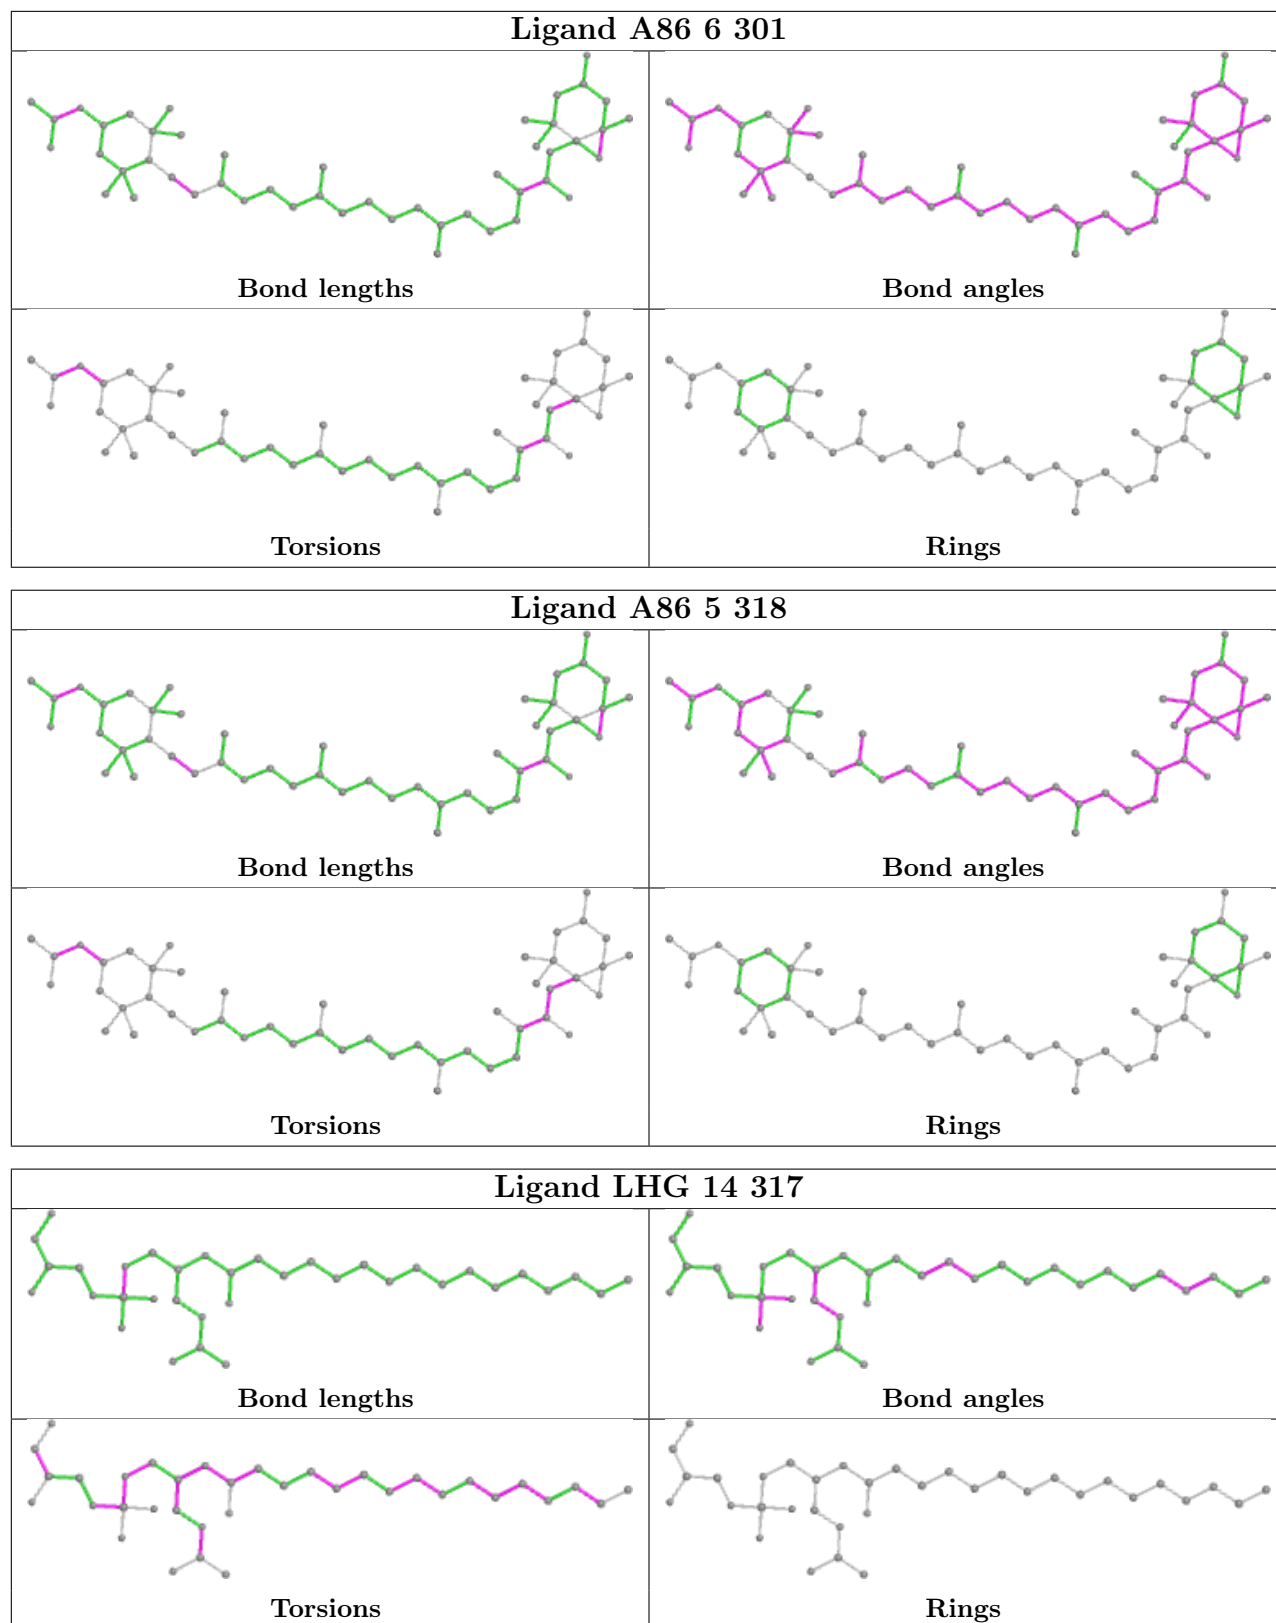 Ligand A86 6 301
Bond lengths
Bond angles
Torsions
Rings
Ligand A86 5 318
Bond lengths
Bond angles
Torsions
Rings
Ligand LHG 14 317
Bond lengths
Bond angles
Torsions
Rings